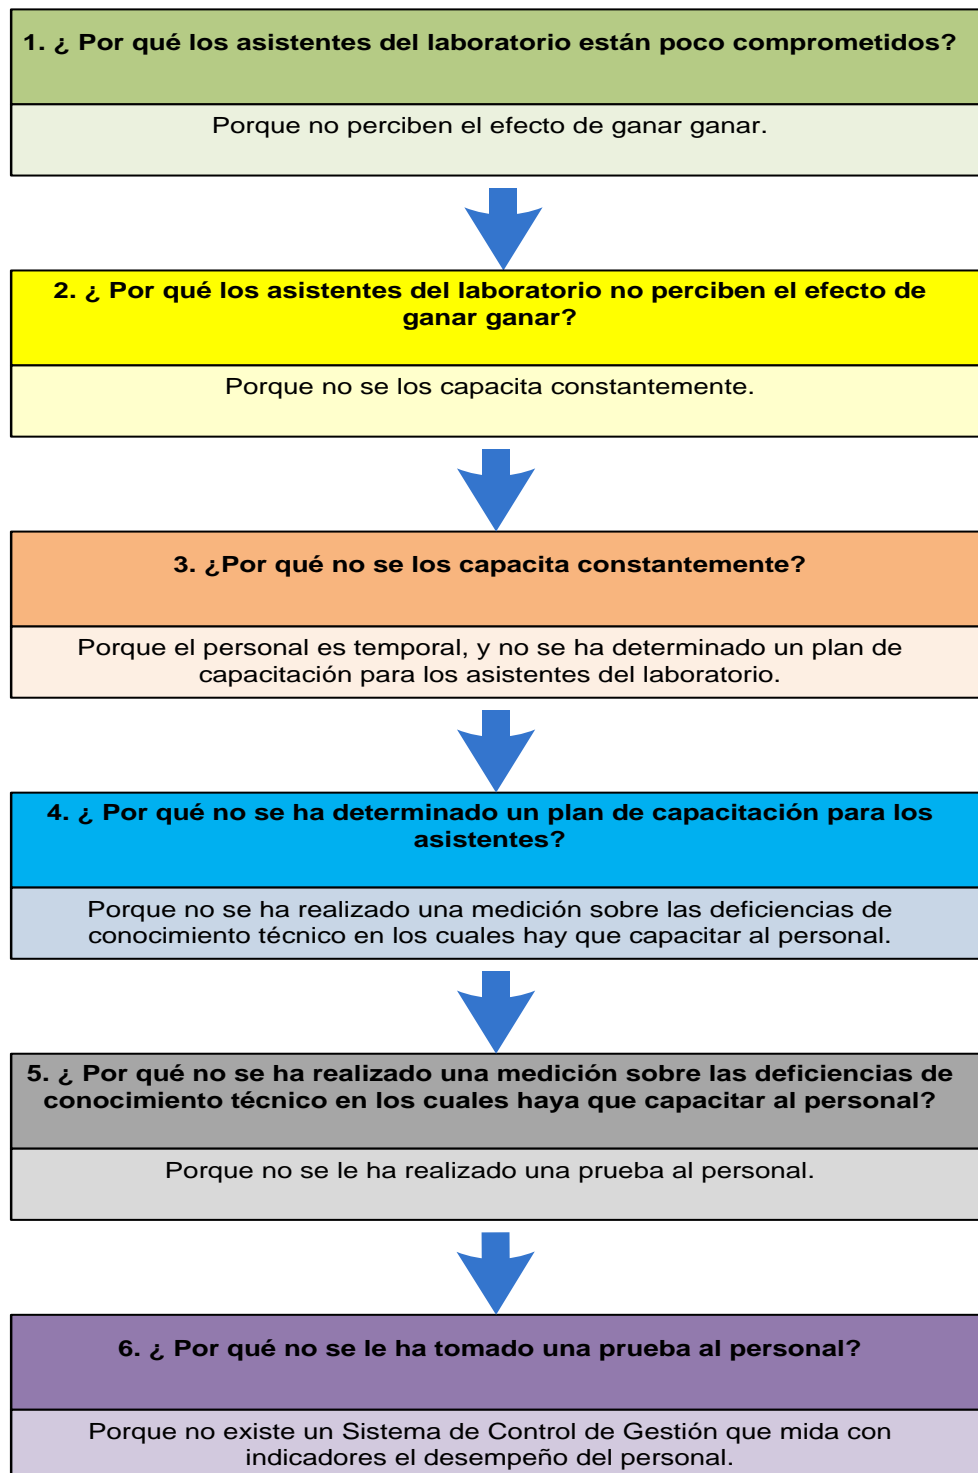 1. ¿ Por qué los asistentes del laboratorio están poco comprometidos?
Porque no perciben el efecto de ganar ganar.
2. ¿ Por qué los asistentes del laboratorio no perciben el efecto de
ganar ganar?
Porque no se los capacita constantemente.
3. ¿Por qué no se los capacita constantemente?
Porque el personal es temporal, y no se ha determinado un plan de
capacitación para los asistentes del laboratorio.
4. ¿ Por qué no se ha determinado un plan de capacitación para los
asistentes?
Porque no se ha realizado una medición sobre las deficiencias de
conocimiento técnico en los cuales hay que capacitar al personal.
5. ¿ Por qué no se ha realizado una medición sobre las deficiencias de
conocimiento técnico en los cuales haya que capacitar al personal?
Porque no se le ha realizado una prueba al personal.
6. ¿ Por qué no se le ha tomado una prueba al personal?
Porque no existe un Sistema de Control de Gestión que mida con
indicadores el desempeño del personal.